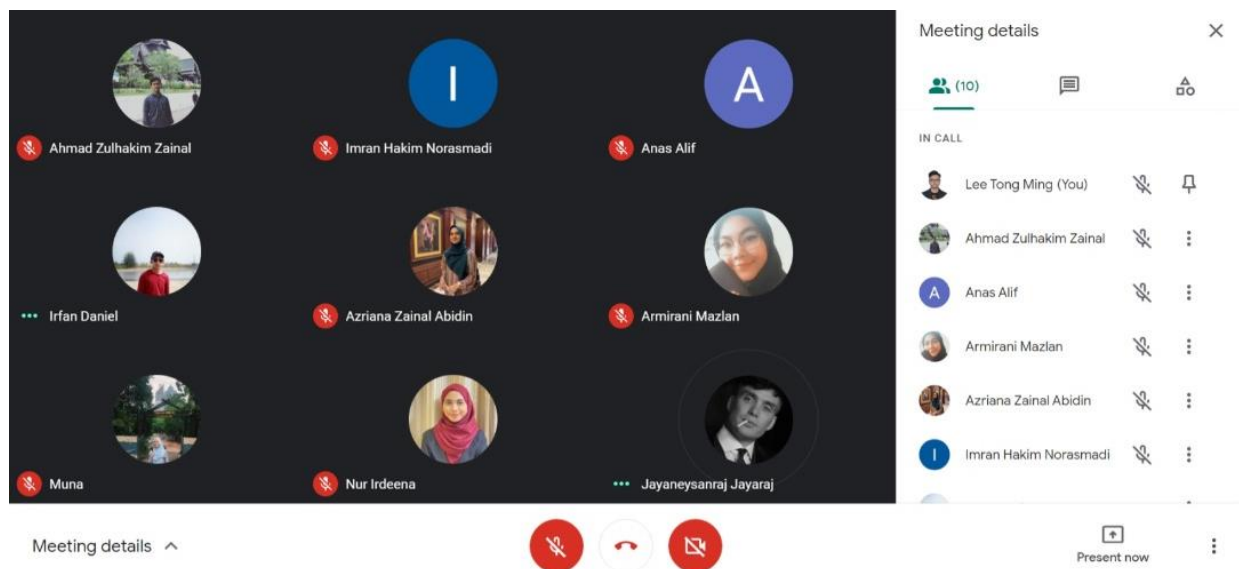 Ahmad Zulhakim Zainal
I
Imran Hakim Norasmadi
A
Anas Alif
Irfan Daniel
Azriana Zainal Abidin
Armirani Mazlan
Muna
Nur Irdeena
Jayaneysanraj Jayaraj
Meeting details
(10)
IN CALL
Lee Tong Ming (You)
Ahmad Zulhakim Zainal
A
Anas Alif
Armirani Mazlan
Azriana Zainal Abidin
I
Imran Hakim Norasmadi
Meeting details
Present now